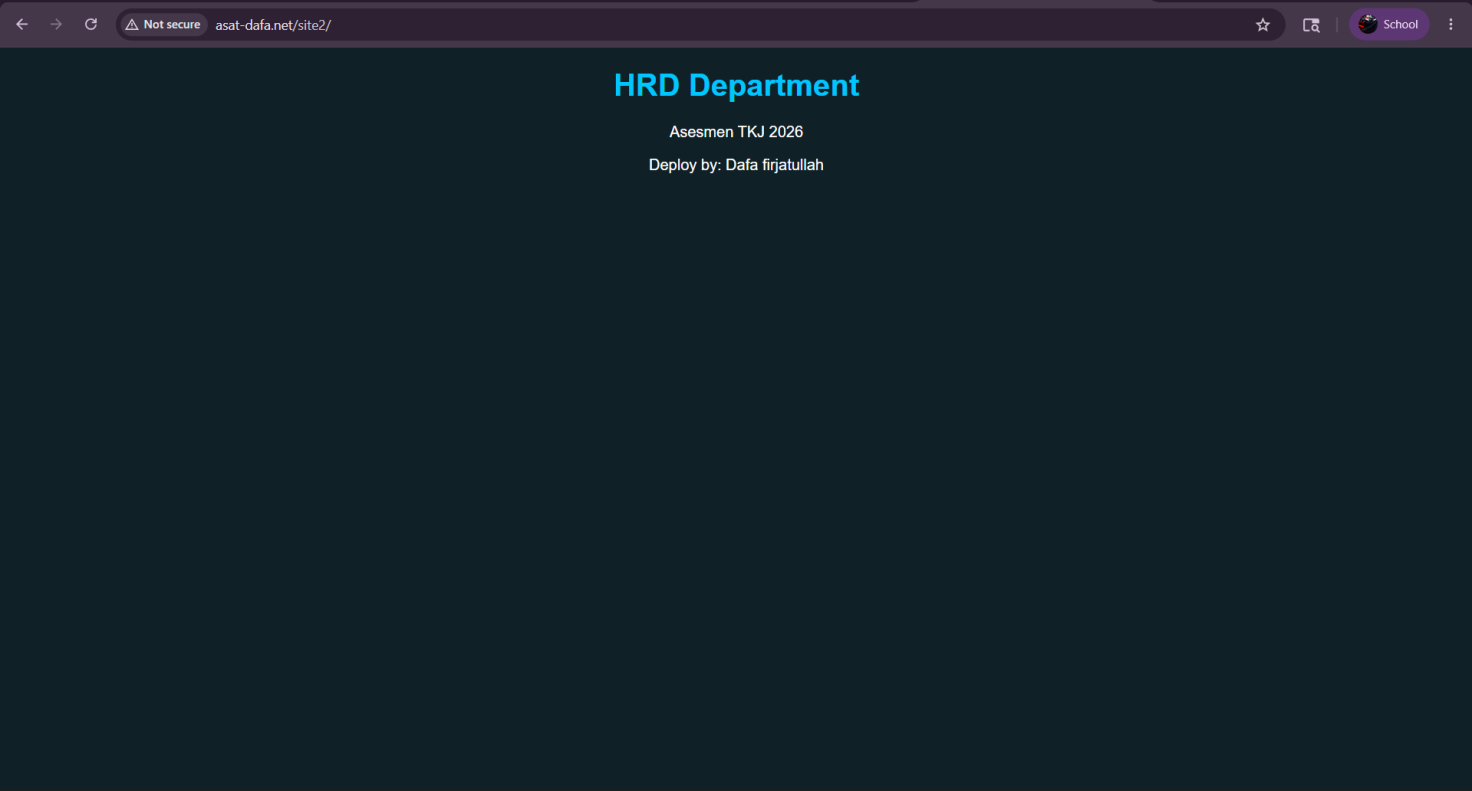 Not secure asat-dafa.net/site2/ School
HRD Department
Asesmen TKJ 2026
Deploy by: Dafa firjatullah